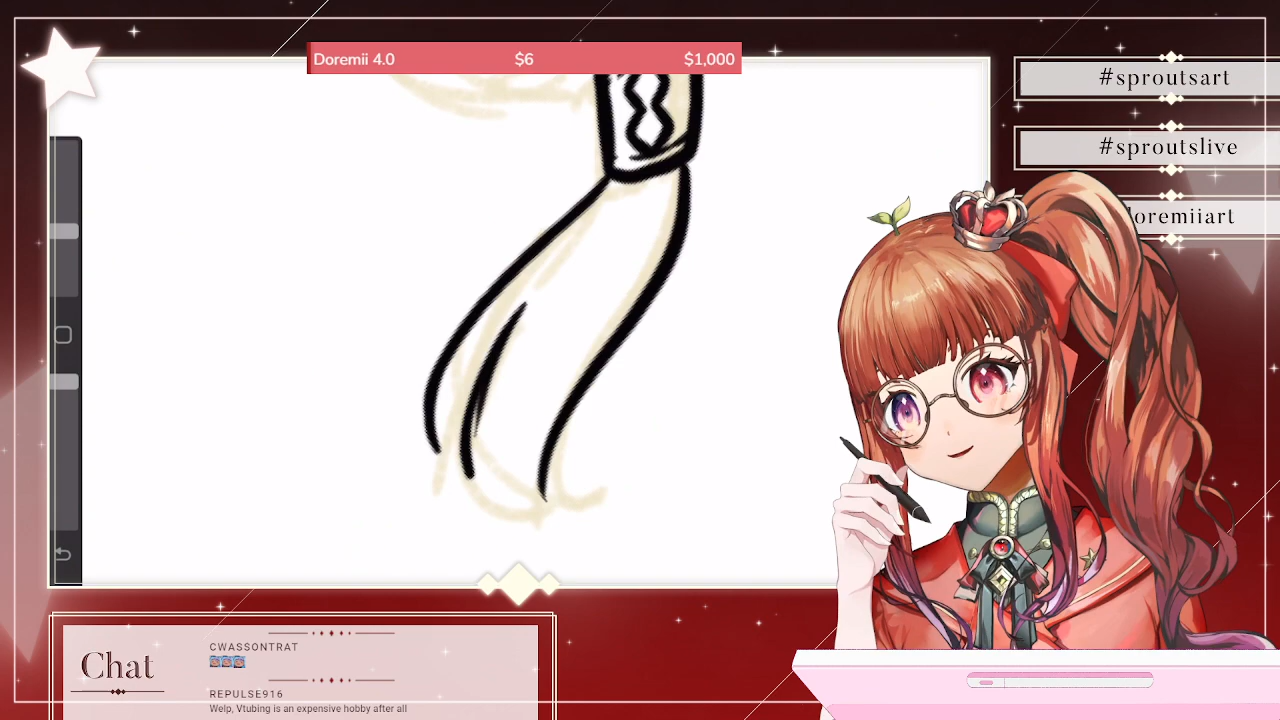 Doremii 4.0 $6 $1,000
#sproutsart
#sproutslive
oremiiart
Chat
CWASSONTRAT
REPULSE916
Welp, Vtubing is an expensive hobby after all